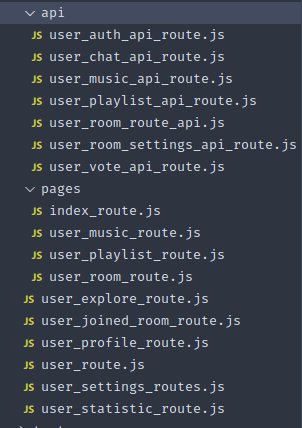 api
JS user_auth_api_route.js
JS user_chat_api_route.js
JS user_music_api_route.js
JS user_playlist_api_route.js
JS user_room_route_api.js
JS user_room_settings_api_route.js
JS user_vote_api_route.js
pages
JS index_route.js
JS user_music_route.js
JS user_playlist_route.js
JS user_room_route.js
JS user_explore_route.js
JS user_joined_room_route.js
JS user_profile_route.js
JS user_route.js
JS user_settings_routes.js
JS user_statistic_route.js